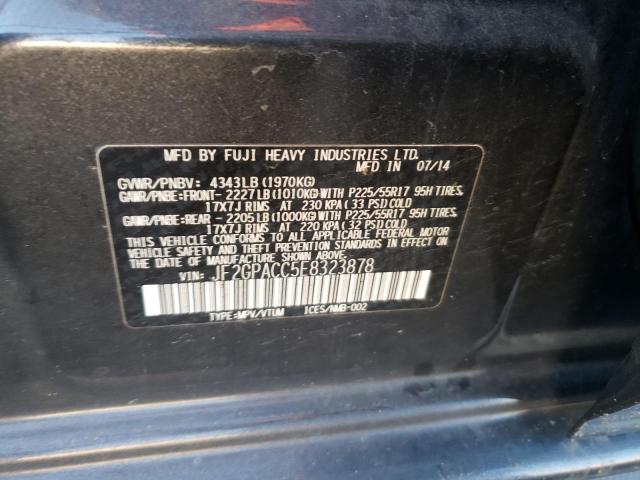 MFD BY FUJI HEAVY INDUSTRIES LTD.
MFD IN 07/14
GVWR/PNBV: 4343LB (1970KG)
GAWR/PNBE:FRONT- 2227LB (1010KG) WITH P225/55R17 95H TIRES,
17X7J RIMS AT 230 KPA (33 PSI) COLD
GAWR/PNBE:REAR - 2205LB (1000KG) WITH P225/55R17 95H TIRES,
17X7J RIMS AT 220 KPA (32 PSI) COLD
THIS VEHICLE CONFORMS TO ALL APPLICABLE FEDERAL MOTOR
VEHICLE SAFETY AND THEFT PREVENTION STANDARDS IN EFFECT ON
THE DATE OF MANUFACTURE SHOWN ABOVE.
VIN: JF2GPACC5F8323878
TYPE:MPV/VTUM 1CES/NMB-002